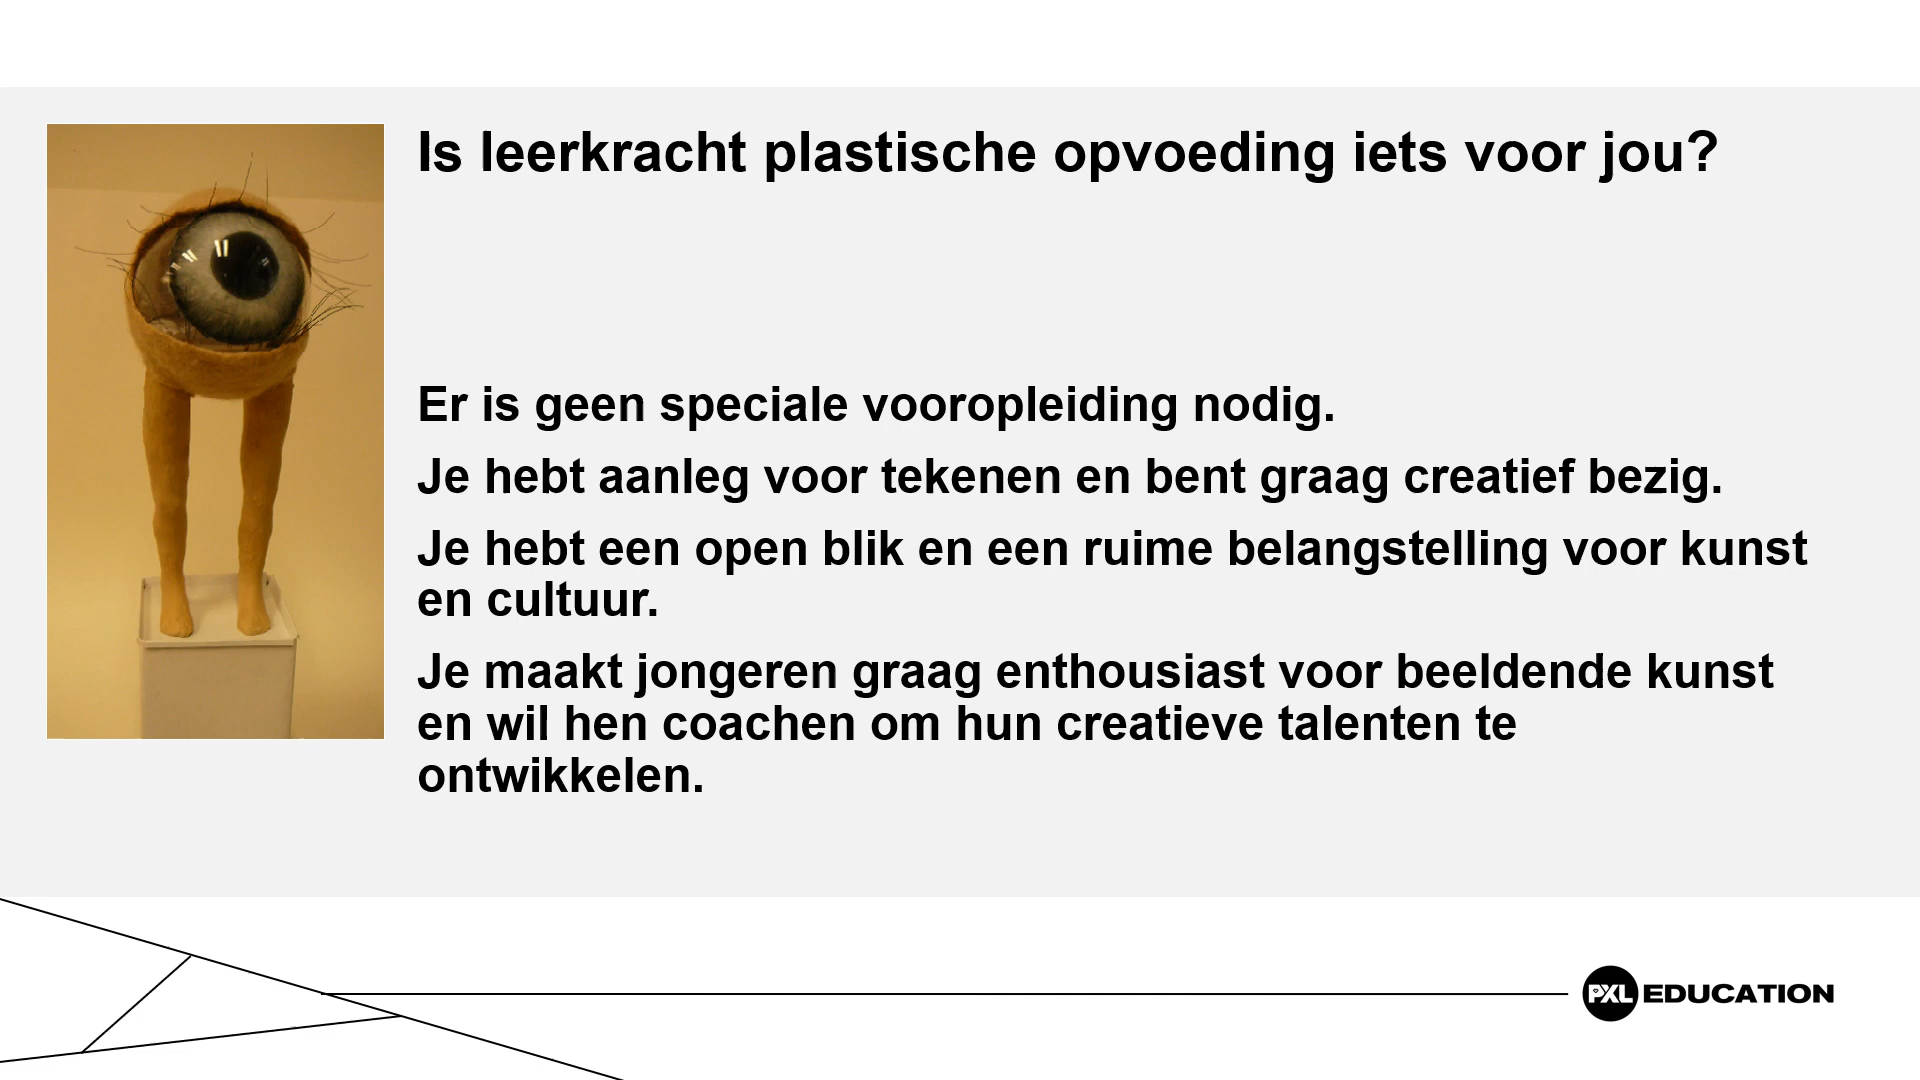 Is leerkracht plastische opvoeding iets voor jou?
Er is geen speciale vooropleiding nodig.
Je hebt aanleg voor tekenen en bent graag creatief bezig.
Je hebt een open blik en een ruime belangstelling voor kunst
en cultuur.
Je maakt jongeren graag enthousiast voor beeldende kunst
en wil hen coachen om hun creatieve talenten te
ontwikkelen.
PXL EDUCATION